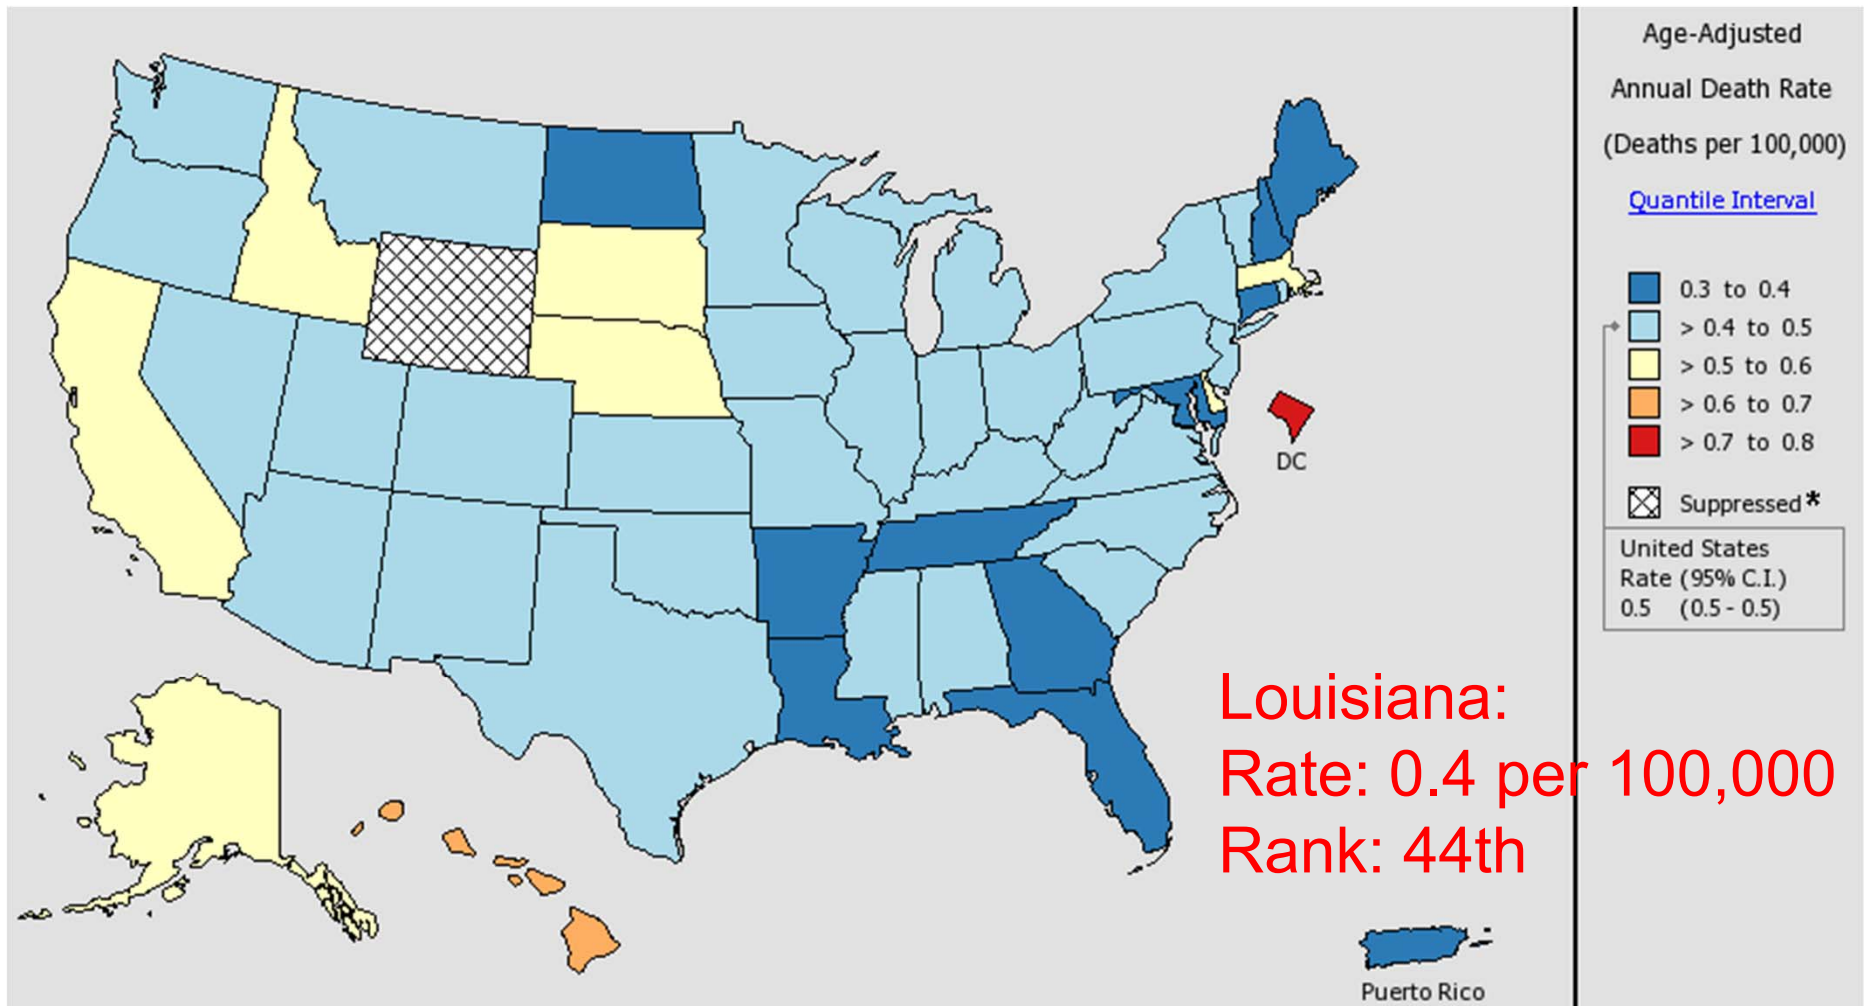 Age-Adjusted
Annual Death Rate
(Deaths per 100,000)
Quantile Interval
0.3 to 0.4
> 0.4 to 0.5
> 0.5 to 0.6
> 0.6 to 0.7
> 0.7 to 0.8
Suppressed*
United States
Rate (95% C.I.)
0.5 (0.5 - 0.5)
DC
Louisiana:
Rate: 0.4 per 100,000
Rank: 44th
Puerto Rico